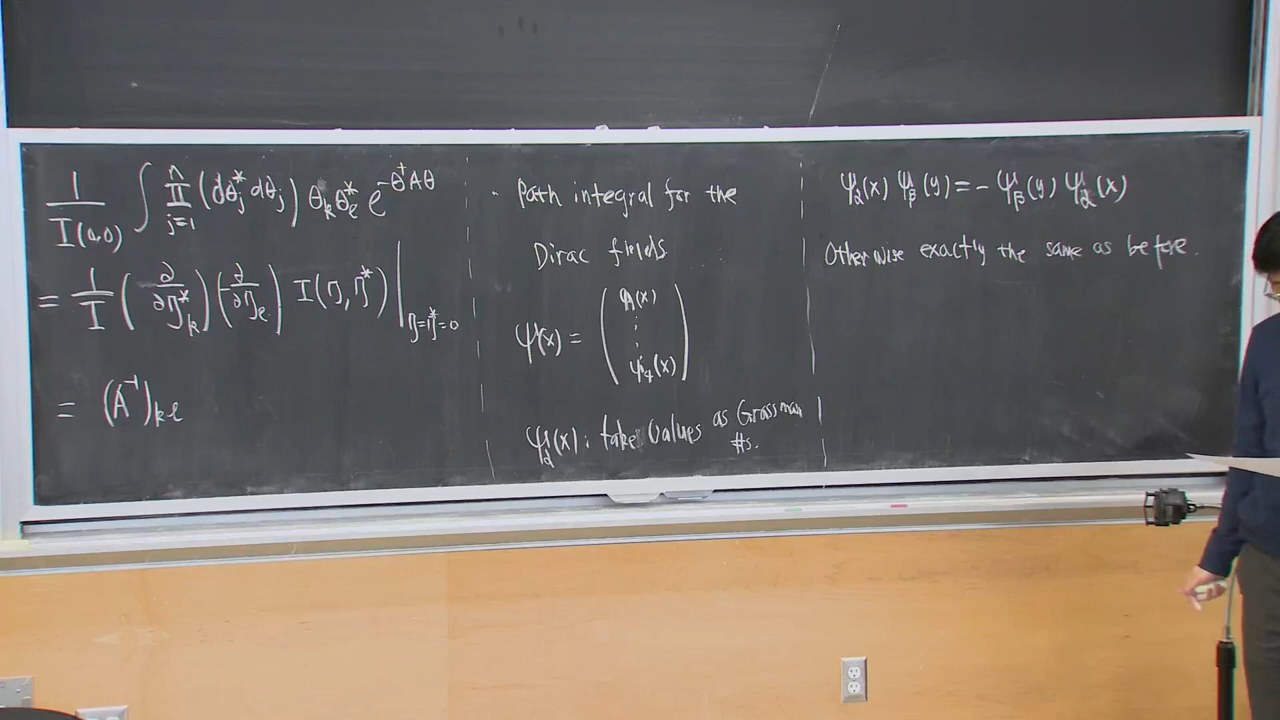 1/I(0,0) ∫ ∏_{j=1}^{n} (dθ_j^* dθ_j) θ_k θ_l^* e^{-θ^† A θ}
= 1/I (∂/∂η_k^*) (-∂/∂η_l) I(η, η^*) |_{η=η^*=0}
= (A^{-1})_{kl}
· Path integral for the
Dirac fields.
ψ(x) = ( ψ_1(x) ⋮ ψ_4(x) )
ψ_α(x): take values as Grassman
#s.
ψ_α(x) ψ_β(y) = - ψ_β(y) ψ_α(x)
Otherwise exactly the same as before.